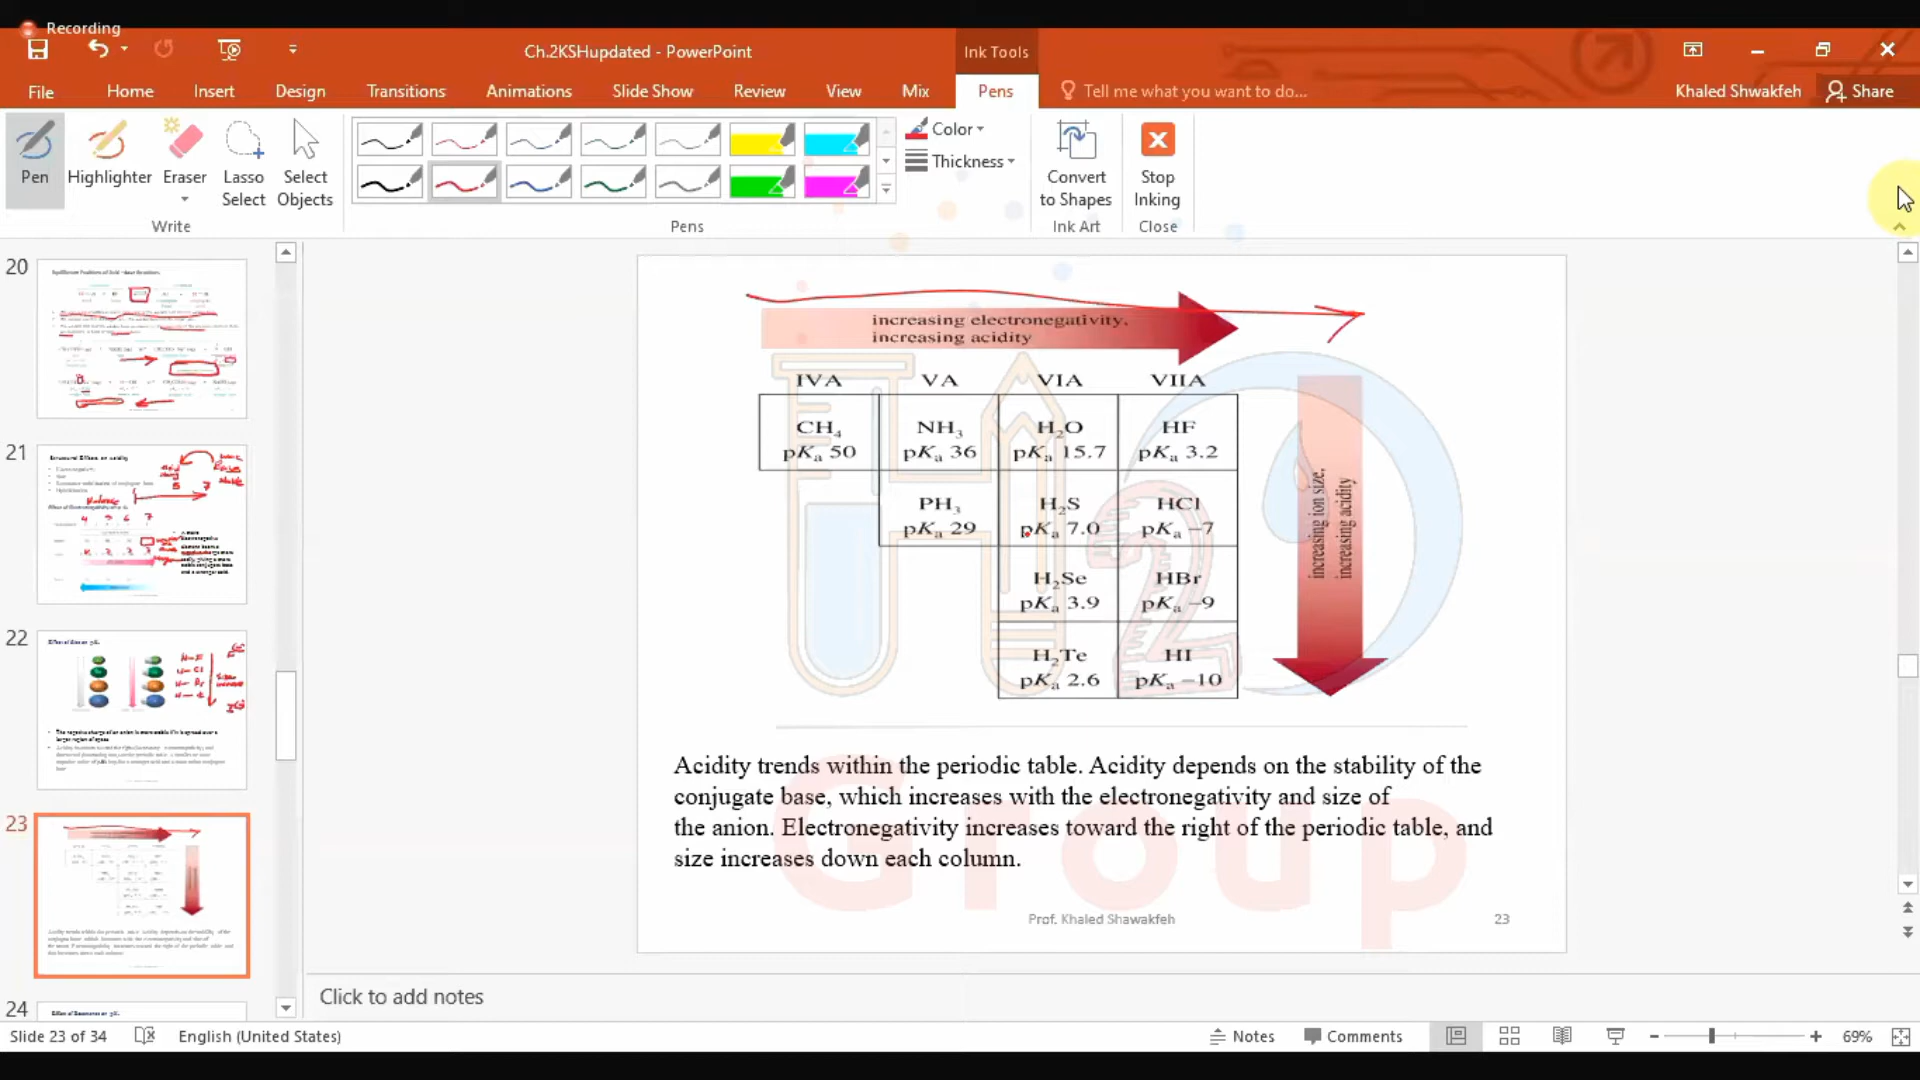 Recording
Ch.2KSHupdated - PowerPoint
Ink Tools
File Home Insert Design Transitions Animations Slide Show Review View Mix Pens Tell me what you want to do... Khaled Shwakfeh Share
Pen Highlighter Eraser Lasso Select Select Objects
Color
Thickness
Convert to Shapes
Stop Inking
Write Pens Ink Art Close
20
21
22
23
24
increasing electronegativity,
increasing acidity
IVA VA VIA VIIA
CH₄ NH₃ H₂O HF
pKₐ 50 pKₐ 36 pKₐ 15.7 pKₐ 3.2
PH₃ H₂S HCl
pKₐ 29 pKₐ 7.0 pKₐ −7
H₂Se HBr
pKₐ 3.9 pKₐ −9
H₂Te HI
pKₐ 2.6 pKₐ −10
increasing ion size,
increasing acidity
H2O
Group
Acidity trends within the periodic table. Acidity depends on the stability of the
conjugate base, which increases with the electronegativity and size of
the anion. Electronegativity increases toward the right of the periodic table, and
size increases down each column.
Prof. Khaled Shawakfeh 23
Click to add notes
Slide 23 of 34 English (United States) Notes Comments 69%